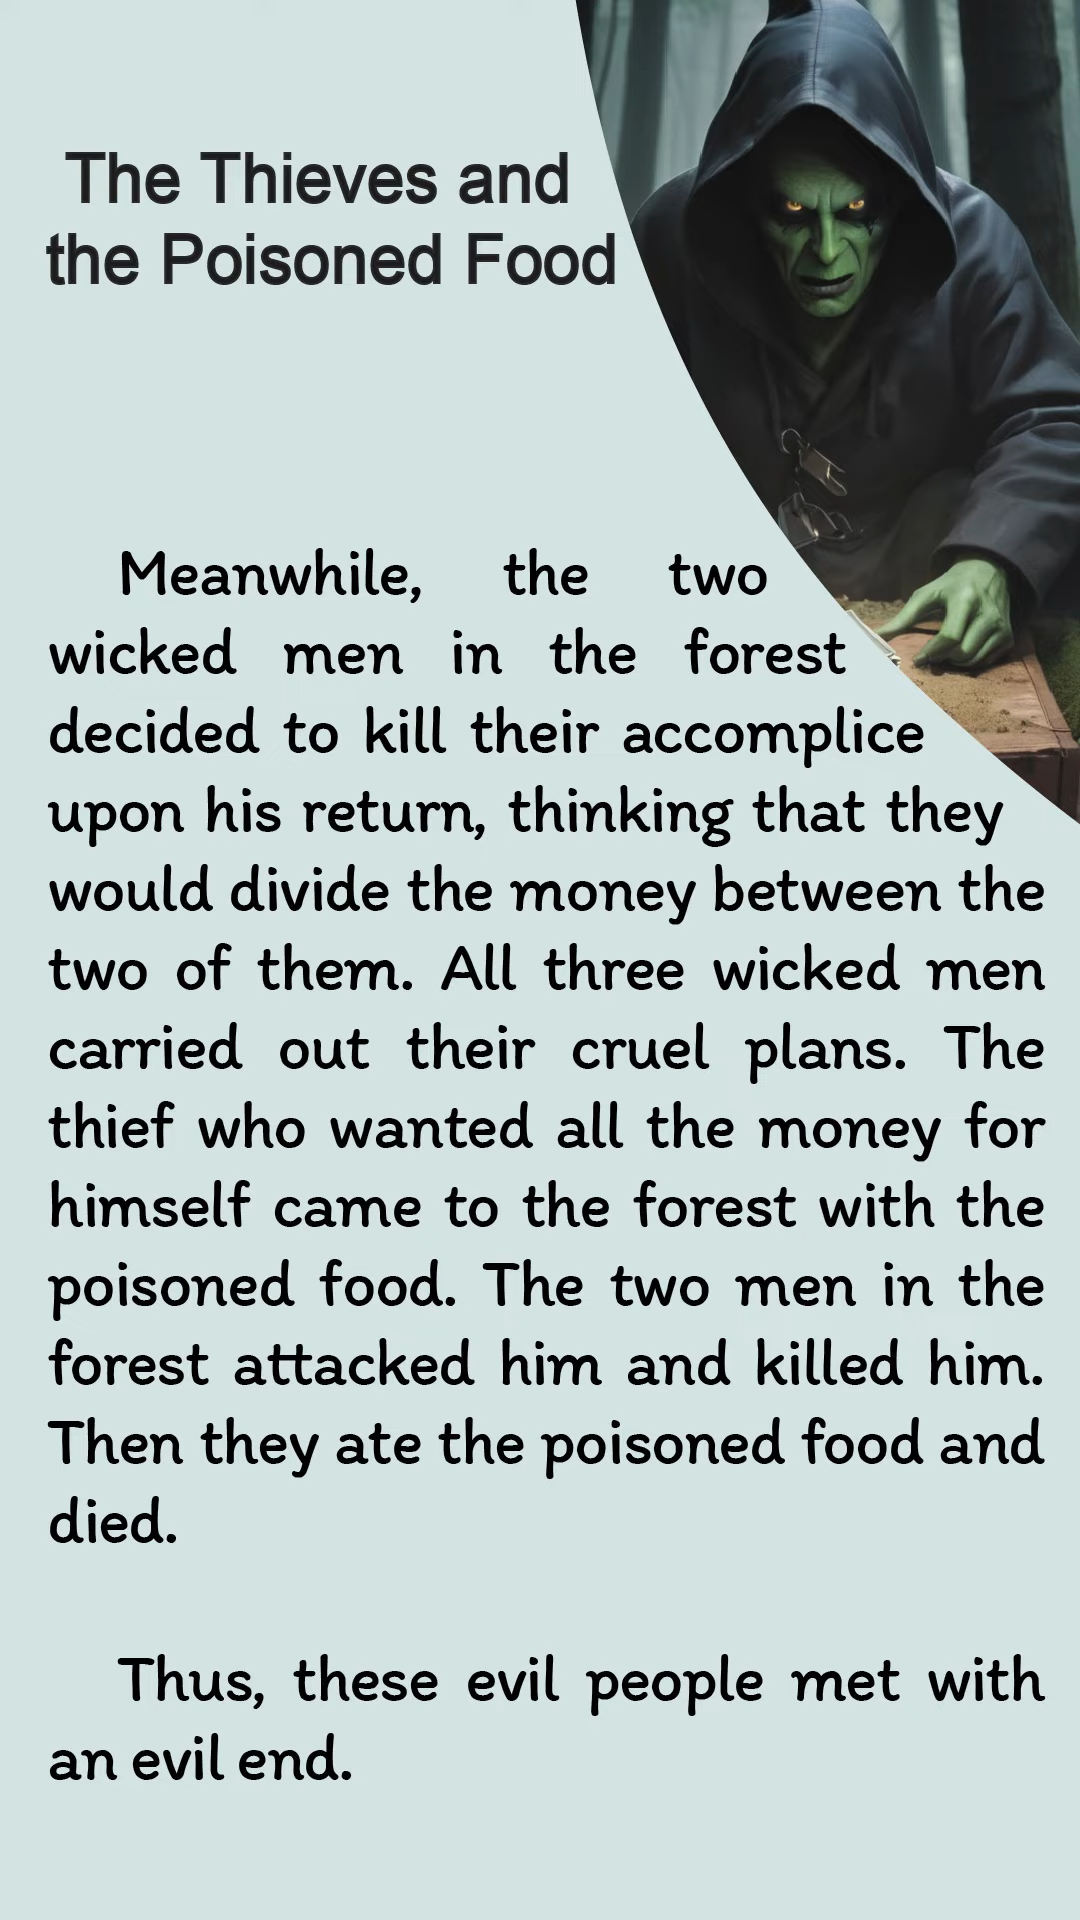 The Thieves and
the Poisoned Food
Meanwhile, the two
wicked men in the forest
decided to kill their accomplice
upon his return, thinking that they
would divide the money between the
two of them. All three wicked men
carried out their cruel plans. The
thief who wanted all the money for
himself came to the forest with the
poisoned food. The two men in the
forest attacked him and killed him.
Then they ate the poisoned food and
died.
Thus, these evil people met with
an evil end.